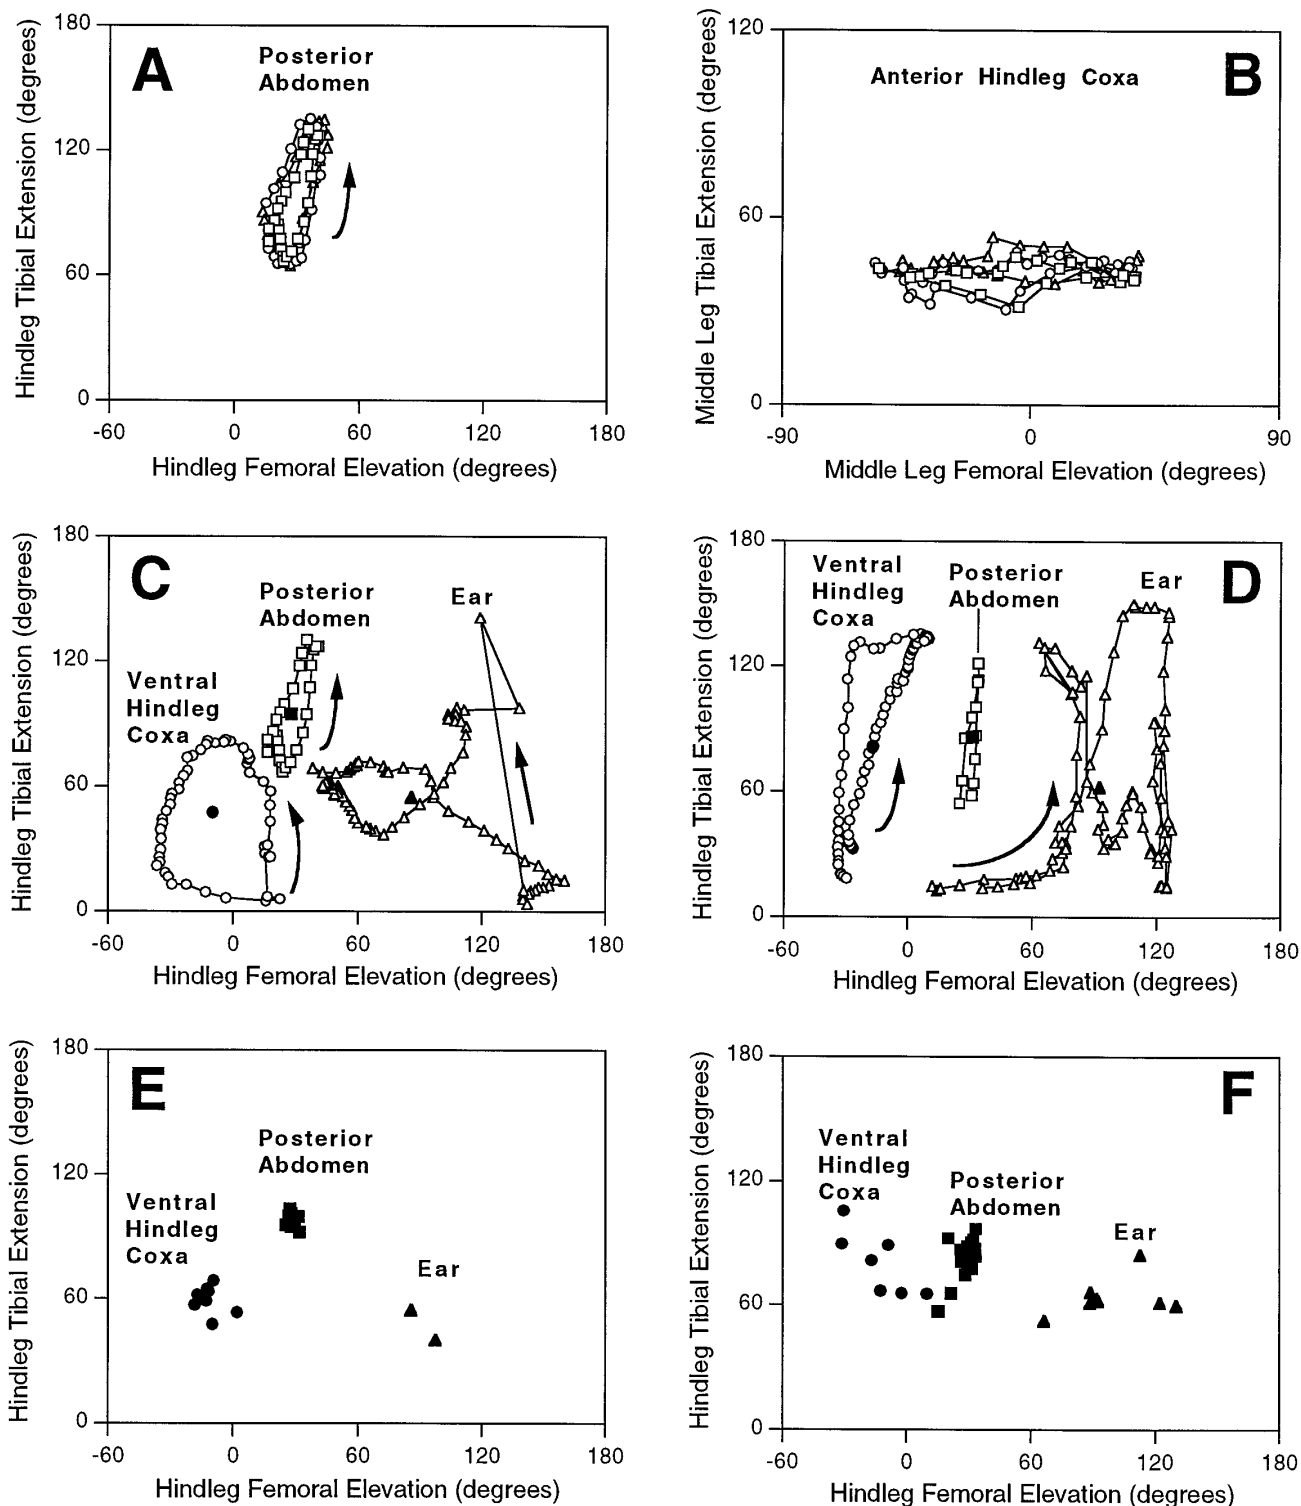 A
Posterior
Abdomen
Hindleg Tibial Extension (degrees)
180
120
60
0
-60
0
60
120
180
Hindleg Femoral Elevation (degrees)
B
Anterior Hindleg Coxa
Middle Leg Tibial Extension (degrees)
120
60
0
-90
0
90
Middle Leg Femoral Elevation (degrees)
C
Posterior
Abdomen
Ear
Ventral
Hindleg
Coxa
Hindleg Tibial Extension (degrees)
180
120
60
0
-60
0
60
120
180
Hindleg Femoral Elevation (degrees)
D
Ventral
Hindleg
Coxa
Posterior
Abdomen
Ear
Hindleg Tibial Extension (degrees)
180
120
60
0
-60
0
60
120
180
Hindleg Femoral Elevation (degrees)
E
Posterior
Abdomen
Ventral
Hindleg
Coxa
Ear
Hindleg Tibial Extension (degrees)
180
120
60
0
-60
0
60
120
180
Hindleg Femoral Elevation (degrees)
F
Ventral
Hindleg
Coxa
Posterior
Abdomen
Ear
Hindleg Tibial Extension (degrees)
180
120
60
0
-60
0
60
120
180
Hindleg Femoral Elevation (degrees)